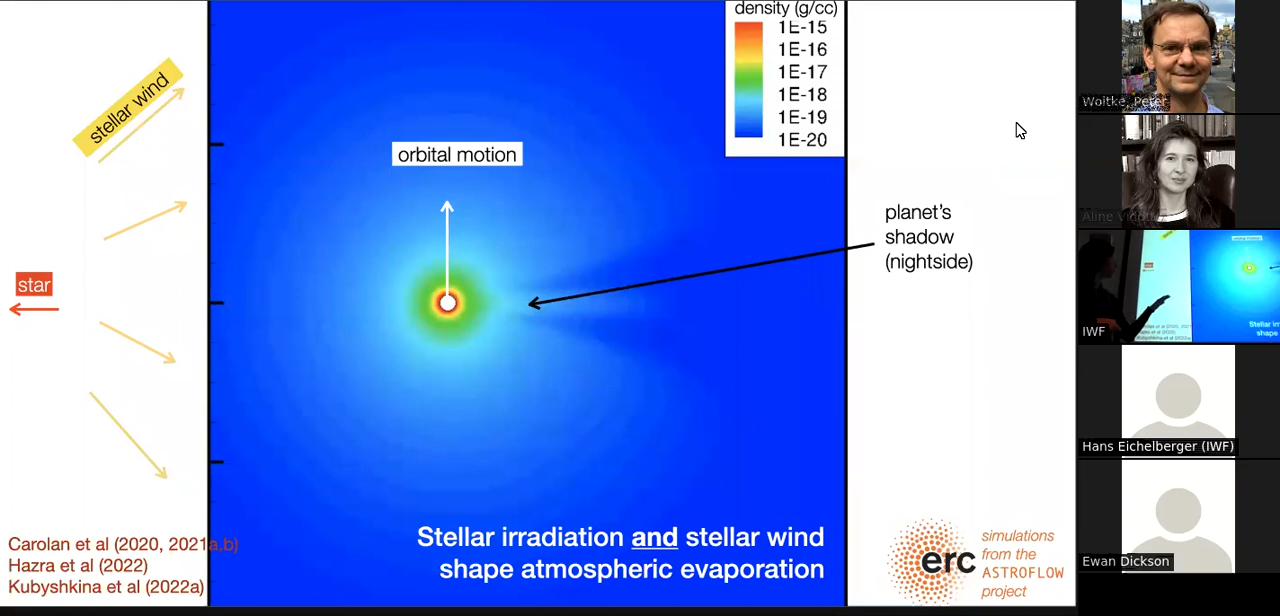 density (g/cc)
1E-15
1E-16
1E-17
1E-18
1E-19
1E-20
stellar wind
orbital motion
planet's
shadow
(nightside)
star
Stellar irradiation and stellar wind
shape atmospheric evaporation
Carolan et al (2020, 2021a,b)
Hazra et al (2022)
Kubyshkina et al (2022a)
erc
simulations
from the
ASTROFLOW
project
Woitke, Peter
Aline Vidotto
IWF
Hans Eichelberger (IWF)
Ewan Dickson